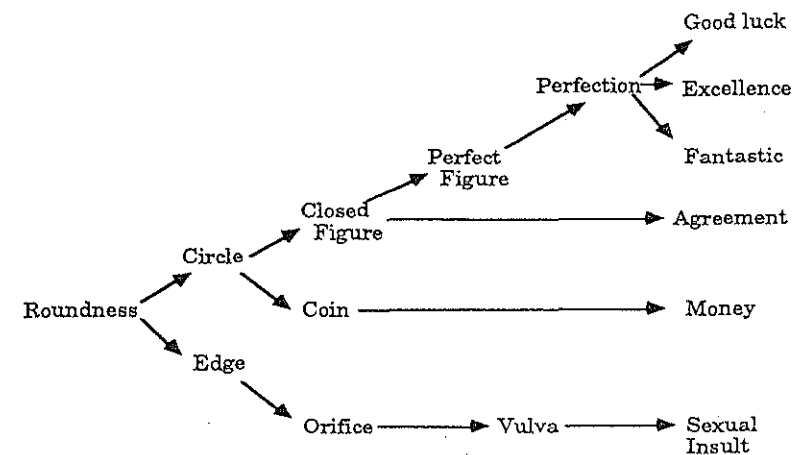 Good luck
Perfection
Excellence
Perfect
Figure
Fantastic
Closed
Figure
Agreement
Circle
Roundness
Coin
Money
Edge
Orifice
Vulva
Sexual
Insult